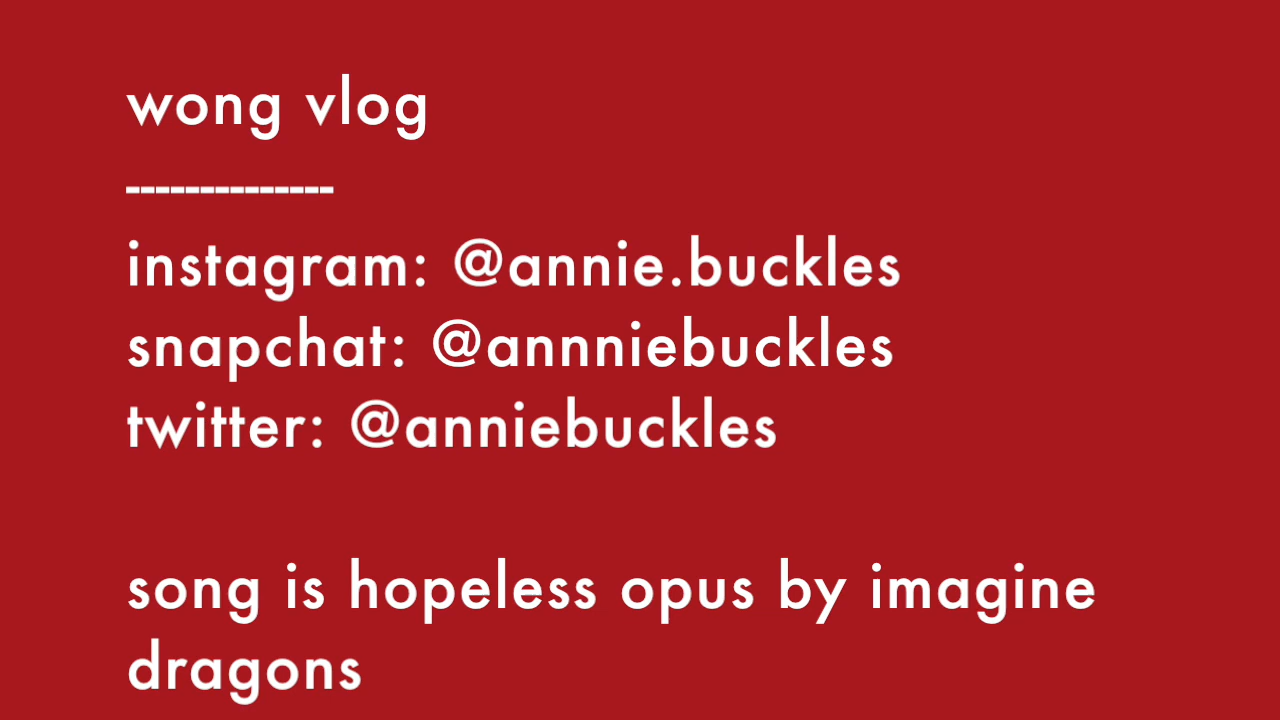 wong vlog
--------------
instagram: @annie.buckles
snapchat: @annniebuckles
twitter: @anniebuckles
song is hopeless opus by imagine
dragons